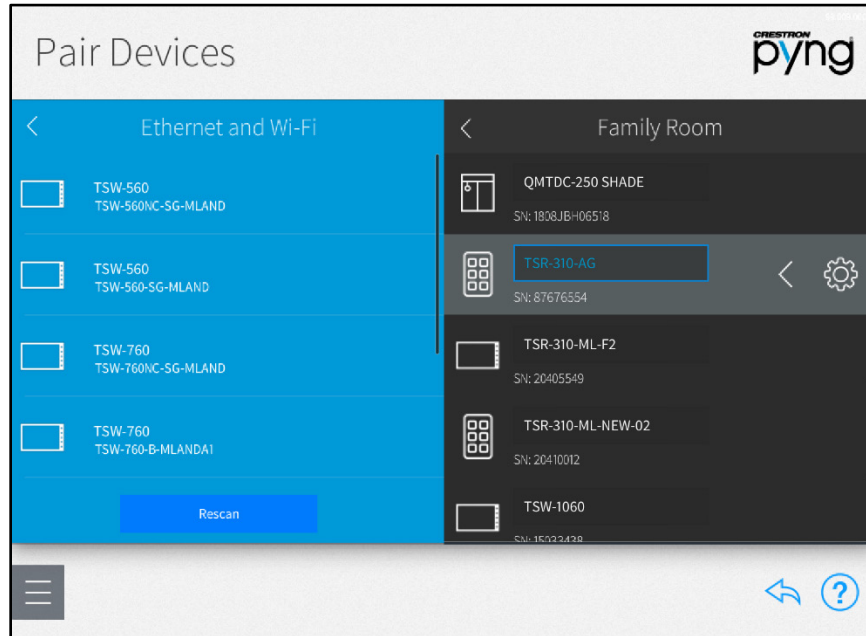 Pair Devices
CRESTRON
pyng
Ethernet and Wi-Fi
TSW-560
TSW-560NC-SG-MLAND
TSW-560
TSW-560-SG-MLAND
TSW-760
TSW-760NC-SG-MLAND
TSW-760
TSW-760-B-MLANDA1
Rescan
Family Room
QMTDC-250 SHADE
SN: 1808JBH06518
TSR-310-AG
SN: 87676554
TSR-310-ML-F2
SN: 20405549
TSR-310-ML-NEW-02
SN: 20410012
TSW-1060
SN: 15033438
?